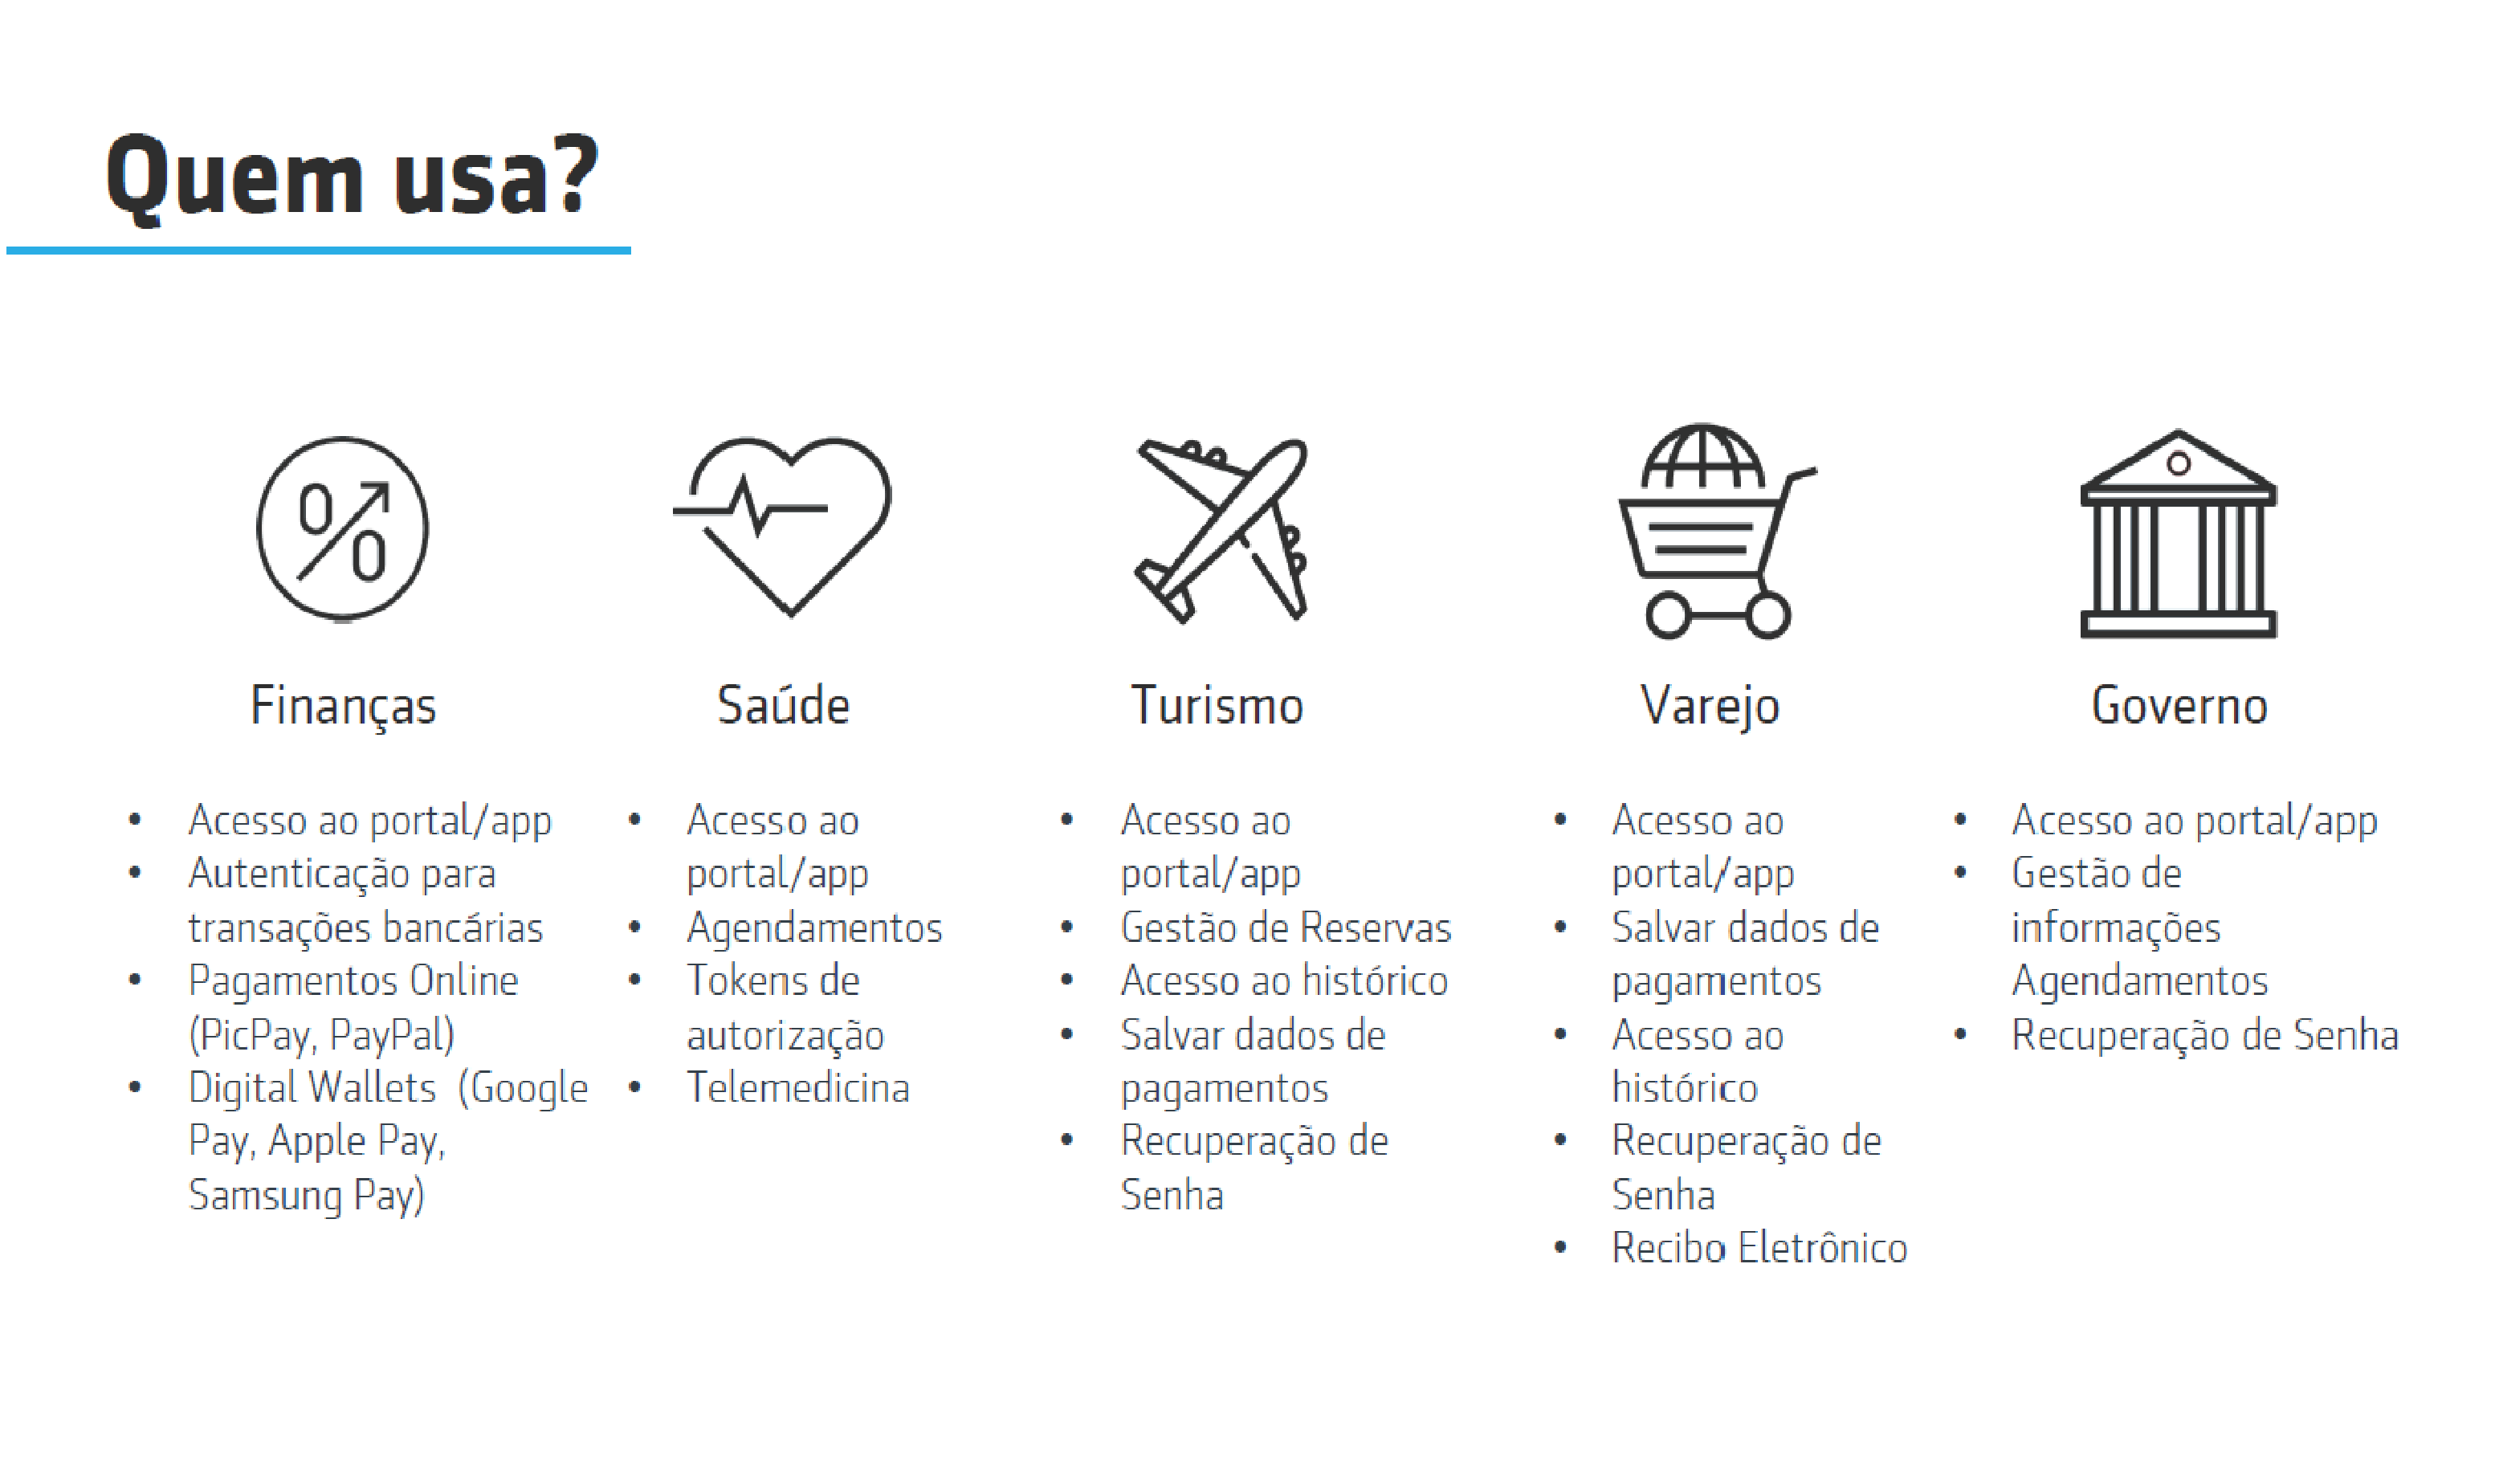 Quem usa?
Finanças
• Acesso ao portal/app
• Autenticação para
transações bancárias
• Pagamentos Online
(PicPay, PayPal)
• Digital Wallets (Google
Pay, Apple Pay,
Samsung Pay)
Saúde
• Acesso ao
portal/app
• Agendamentos
• Tokens de
autorização
• Telemedicina
Turismo
• Acesso ao
portal/app
• Gestão de Reservas
• Acesso ao histórico
• Salvar dados de
pagamentos
• Recuperação de
Senha
Varejo
• Acesso ao
portal/app
• Salvar dados de
pagamentos
• Acesso ao
histórico
• Recuperação de
Senha
• Recibo Eletrônico
Governo
• Acesso ao portal/app
• Gestão de
informações
Agendamentos
• Recuperação de Senha